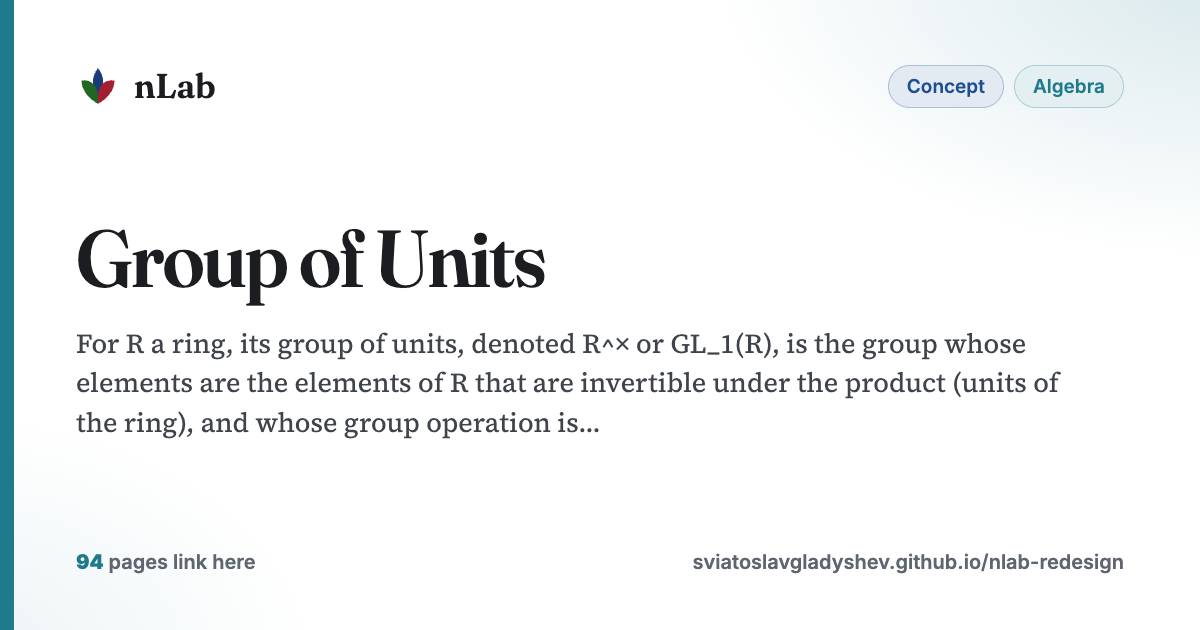 nLab
Concept
Algebra
Group of Units
For R a ring, its group of units, denoted R^× or GL_1(R), is the group whose
elements are the elements of R that are invertible under the product (units of
the ring), and whose group operation is...
94 pages link here
sviatoslavgladyshev.github.io/nlab-redesign